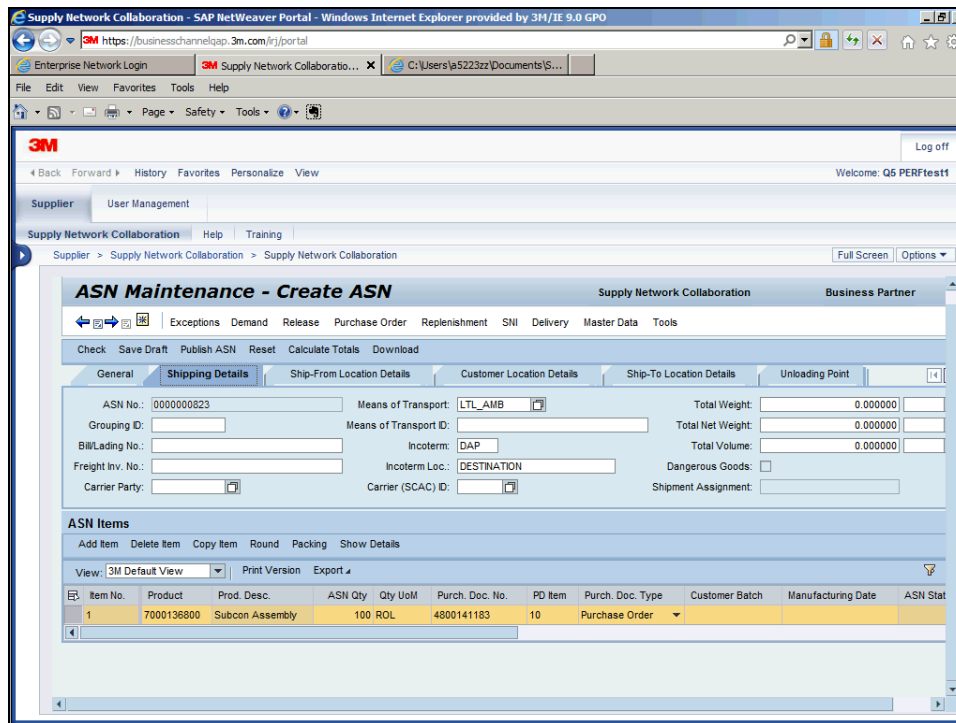 Supply Network Collaboration - SAP NetWeaver Portal - Windows Internet Explorer provided by 3M/IE 9.0 GPO
3M https://businesschannelqap.3m.com/irj/portal
Enterprise Network Login 3M Supply Network Collaboratio... X C:\Users\a5223zz\Documents\S...
File Edit View Favorites Tools Help
Page Safety Tools
3M Log off
Back Forward History Favorites Personalize View Welcome: Q5 PERFtest1
Supplier User Management
Supply Network Collaboration Help Training
Supplier > Supply Network Collaboration > Supply Network Collaboration Full Screen Options
ASN Maintenance - Create ASN Supply Network Collaboration Business Partner
Exceptions Demand Release Purchase Order Replenishment SNI Delivery Master Data Tools
Check Save Draft Publish ASN Reset Calculate Totals Download
General Shipping Details Ship-From Location Details Customer Location Details Ship-To Location Details Unloading Point
ASN No.: 0000000823 Means of Transport: LTL_AMB Total Weight: 0.000000
Grouping ID: Means of Transport ID: Total Net Weight: 0.000000
Bill/Lading No.: Incoterm: DAP Total Volume: 0.000000
Freight Inv. No.: Incoterm Loc.: DESTINATION Dangerous Goods:
Carrier Party: Carrier (SCAC) ID: Shipment Assignment:
ASN Items
Add Item Delete Item Copy Item Round Packing Show Details
View: 3M Default View Print Version Export
Item No. Product Prod. Desc. ASN Qty Qty UoM Purch. Doc. No. PD Item Purch. Doc. Type Customer Batch Manufacturing Date ASN Stat
1 7000136800 Subcon Assembly 100 ROL 4800141183 10 Purchase Order